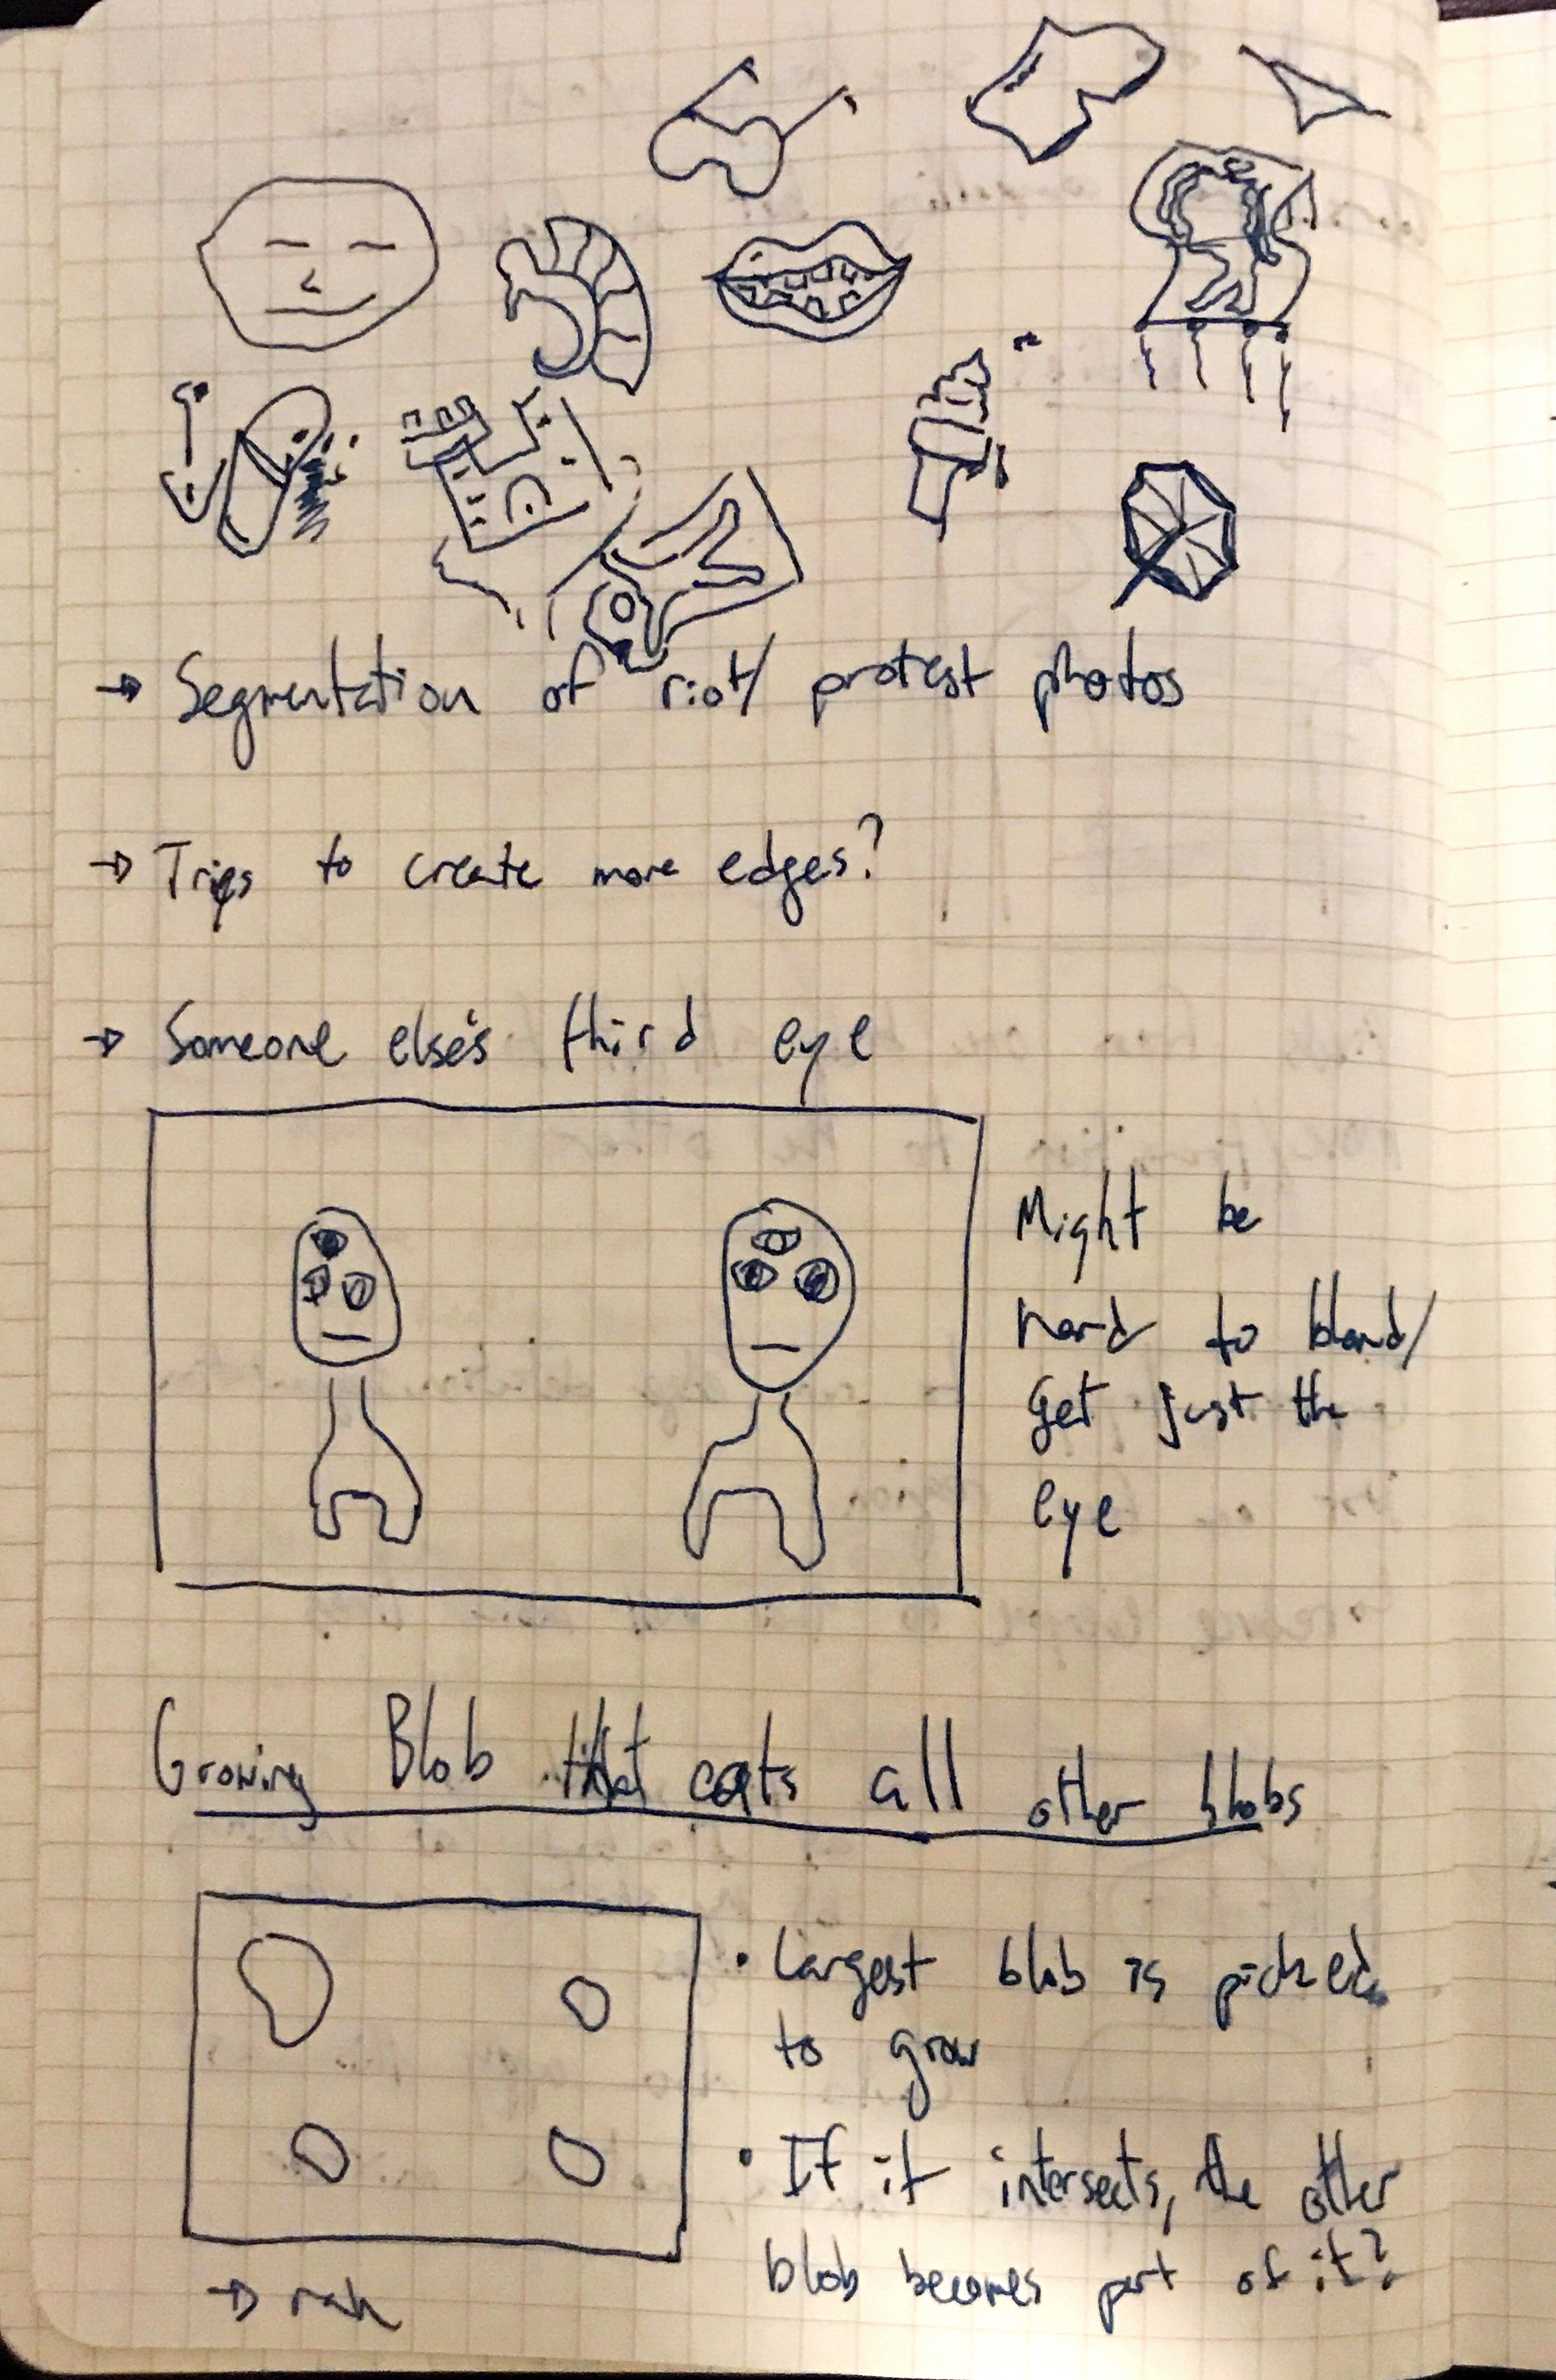 → Segmentation of riot/ protest photos
→ Tries to create more edges?
→ Someone else's third eye
Might be
hard to blend/
get just the
eye
Growing Blob that eats all other blobs
• Largest blob is picked
to grow
• If it intersects, the other
blob becomes part of it?
→